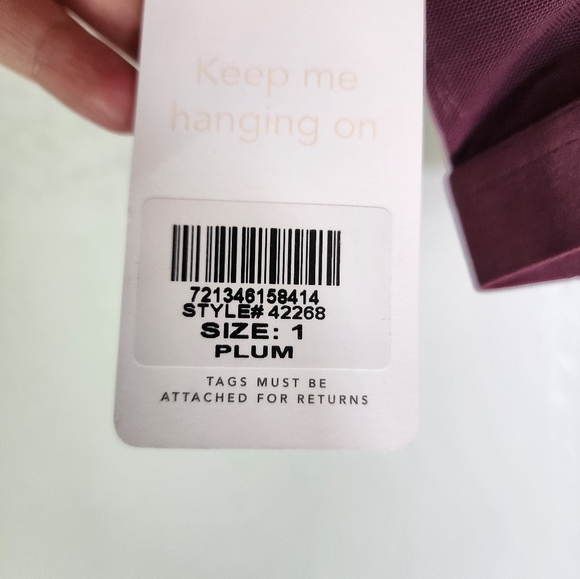 Keep me
hanging on
721346158414
STYLE# 42268
SIZE: 1
PLUM
TAGS MUST BE
ATTACHED FOR RETURNS